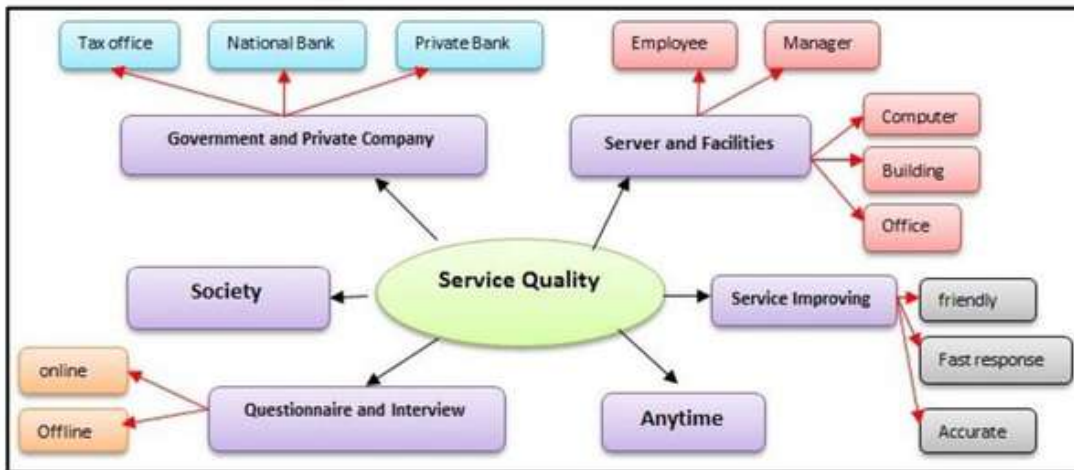 Tax office
National Bank
Private Bank
Employee
Manager
Government and Private Company
Server and Facilities
Computer
Building
Office
Service Quality
Society
Service Improving
friendly
Fast response
Accurate
online
Offline
Questionnaire and Interview
Anytime